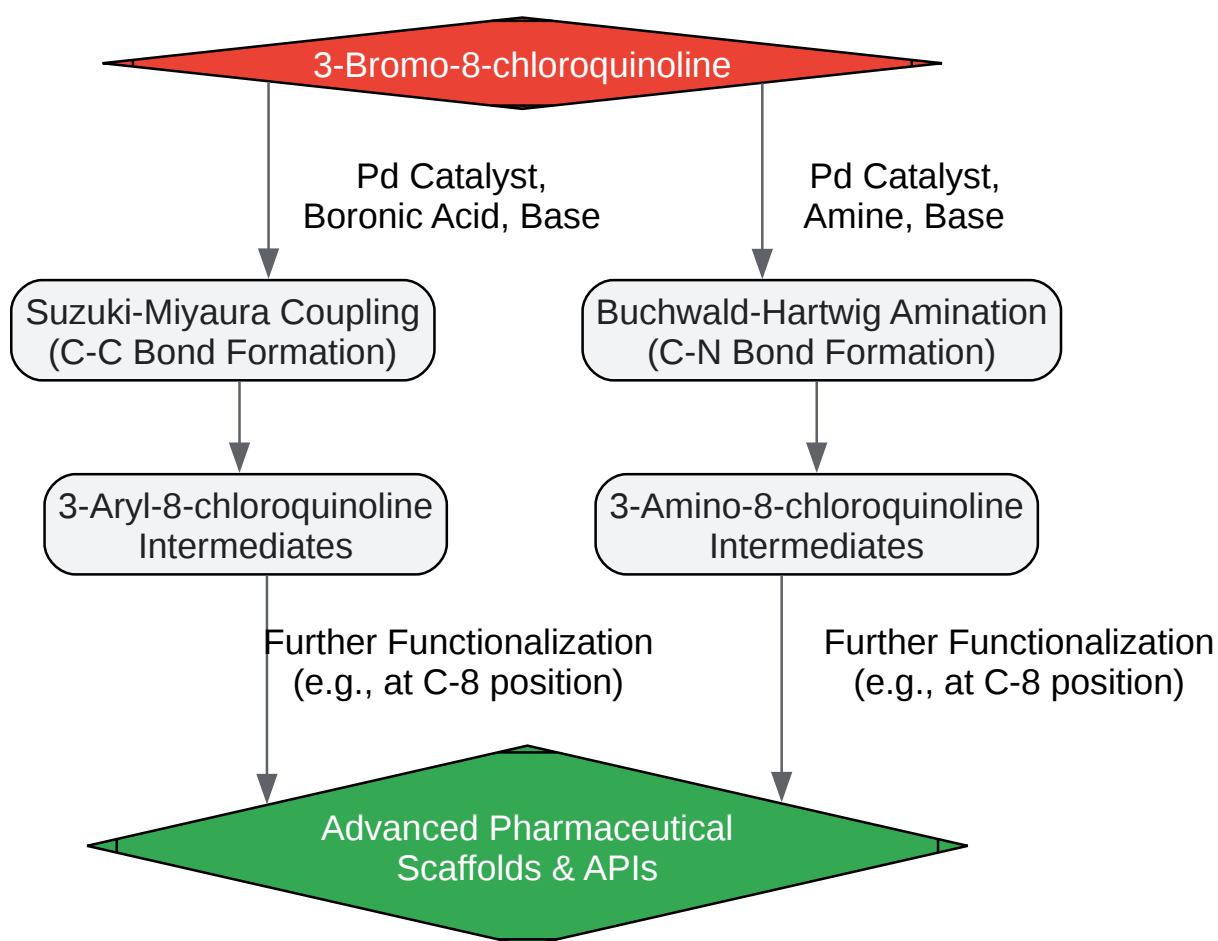 3-Bromo-8-chloroquinoline
Pd Catalyst,
Boronic Acid, Base
Pd Catalyst,
Amine, Base
Suzuki-Miyaura Coupling
(C-C Bond Formation)
Buchwald-Hartwig Amination
(C-N Bond Formation)
3-Aryl-8-chloroquinoline
Intermediates
3-Amino-8-chloroquinoline
Intermediates
Further Functionalization
(e.g., at C-8 position)
Further Functionalization
(e.g., at C-8 position)
Advanced Pharmaceutical
Scaffolds & APIs